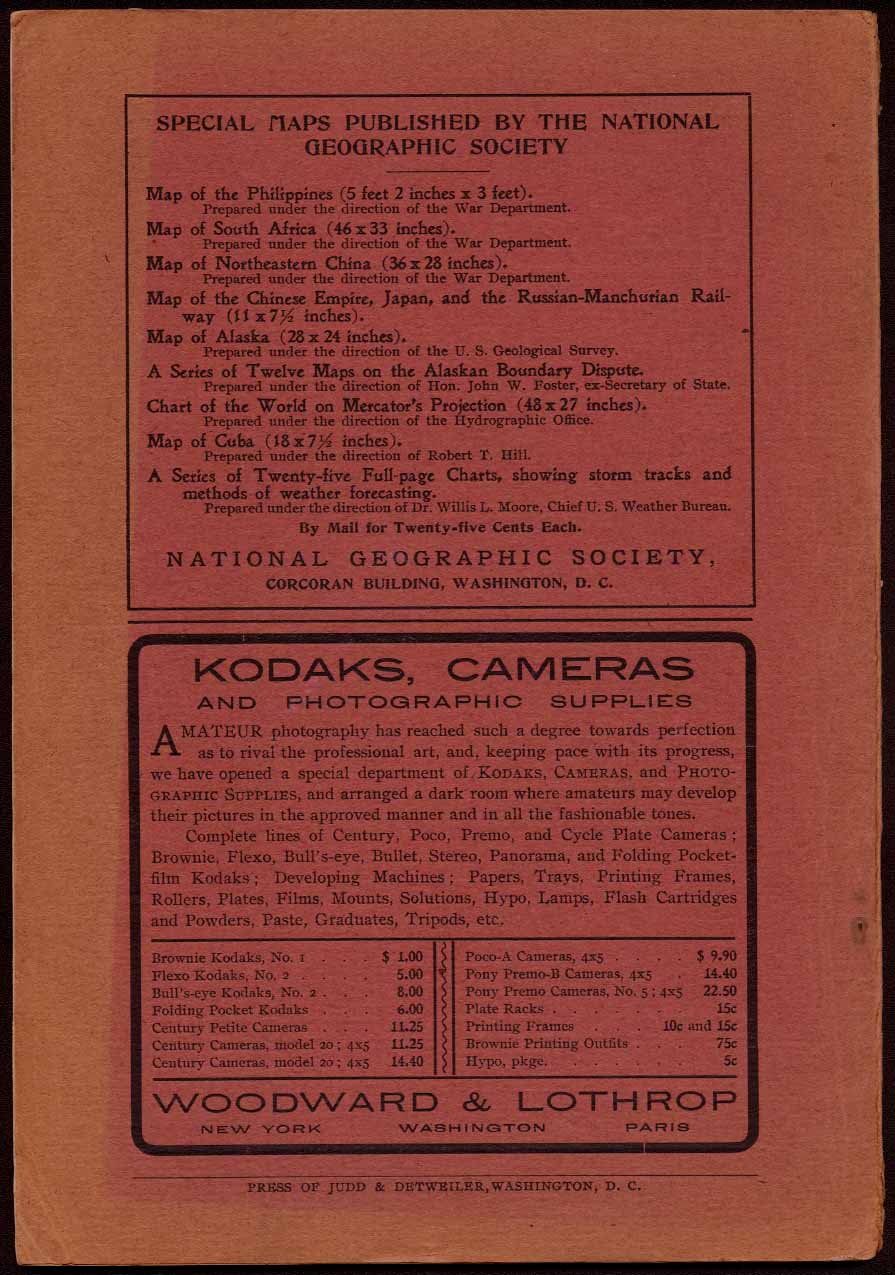 SPECIAL MAPS PUBLISHED BY THE NATIONAL
GEOGRAPHIC SOCIETY
Map of the Philippines (5 feet 2 inches x 3 feet).
Prepared under the direction of the War Department.
Map of South Africa (46 x 33 inches).
Prepared under the direction of the War Department.
Map of Northeastern China (36 x 28 inches).
Prepared under the direction of the War Department.
Map of the Chinese Empire, Japan, and the Russian-Manchurian Rail-
way (11 x 7½ inches).
Map of Alaska (28 x 24 inches).
Prepared under the direction of the U. S. Geological Survey.
A Series of Twelve Maps on the Alaskan Boundary Dispute.
Prepared under the direction of Hon. John W. Foster, ex-Secretary of State.
Chart of the World on Mercator's Projection (48 x 27 inches).
Prepared under the direction of the Hydrographic Office.
Map of Cuba (18 x 7½ inches).
Prepared under the direction of Robert T. Hill.
A Series of Twenty-five Full-page Charts, showing storm tracks and
methods of weather forecasting.
Prepared under the direction of Dr. Willis L. Moore, Chief U. S. Weather Bureau.
By Mail for Twenty-five Cents Each.
NATIONAL GEOGRAPHIC SOCIETY,
CORCORAN BUILDING, WASHINGTON, D. C.
KODAKS, CAMERAS
AND PHOTOGRAPHIC SUPPLIES
AMATEUR photography has reached such a degree towards perfection
as to rival the professional art, and, keeping pace with its progress,
we have opened a special department of KODAKS, CAMERAS, and PHOTO-
GRAPHIC SUPPLIES, and arranged a dark room where amateurs may develop
their pictures in the approved manner and in all the fashionable tones.
Complete lines of Century, Poco, Premo, and Cycle Plate Cameras;
Brownie, Flexo, Bull's-eye, Bullet, Stereo, Panorama, and Folding Pocket-
film Kodaks; Developing Machines; Papers, Trays, Printing Frames,
Rollers, Plates, Films, Mounts, Solutions, Hypo, Lamps, Flash Cartridges
and Powders, Paste, Graduates, Tripods, etc.
Brownie Kodaks, No. 1 . . . $ 1.00
Flexo Kodaks, No. 2 . . . . 5.00
Bull's-eye Kodaks, No. 2 . . . 8.00
Folding Pocket Kodaks . . . 6.00
Century Petite Cameras . . . 11.25
Century Cameras, model 20; 4x5 11.25
Century Cameras, model 20; 4x5 14.40
Poco-A Cameras, 4x5 . . . . $ 9.90
Pony Premo-B Cameras, 4x5 . 14.40
Pony Premo Cameras, No. 5; 4x5 22.50
Plate Racks . . . . . . . 15c
Printing Frames . . . 10c and 15c
Brownie Printing Outfits . . . 75c
Hypo, pkge. . . . . . . 5c
WOODWARD & LOTHROP
NEW YORK WASHINGTON PARIS
PRESS OF JUDD & DETWEILER, WASHINGTON, D. C.